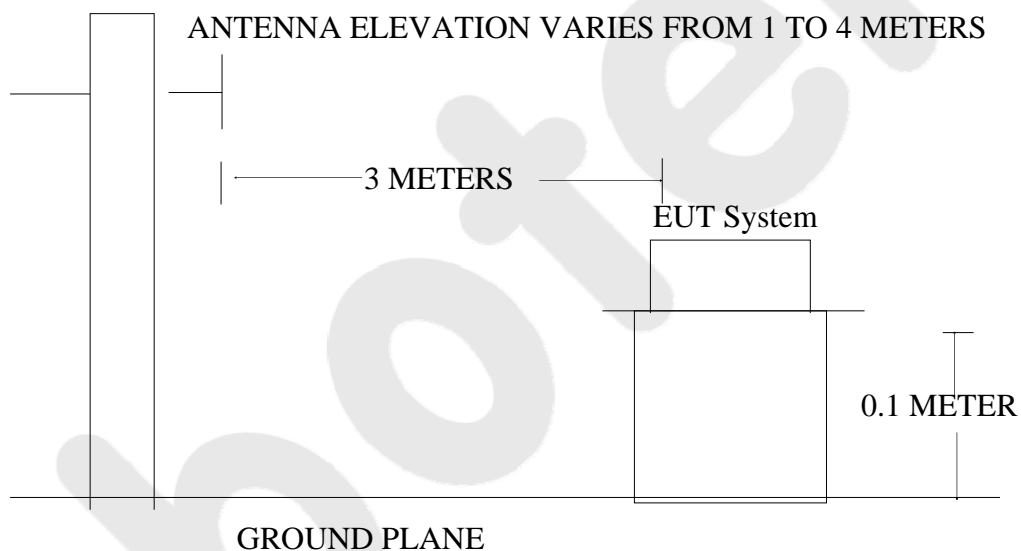 ANTENNA ELEVATION VARIES FROM 1 TO 4 METERS
3 METERS
EUT System
0.1 METER
GROUND PLANE